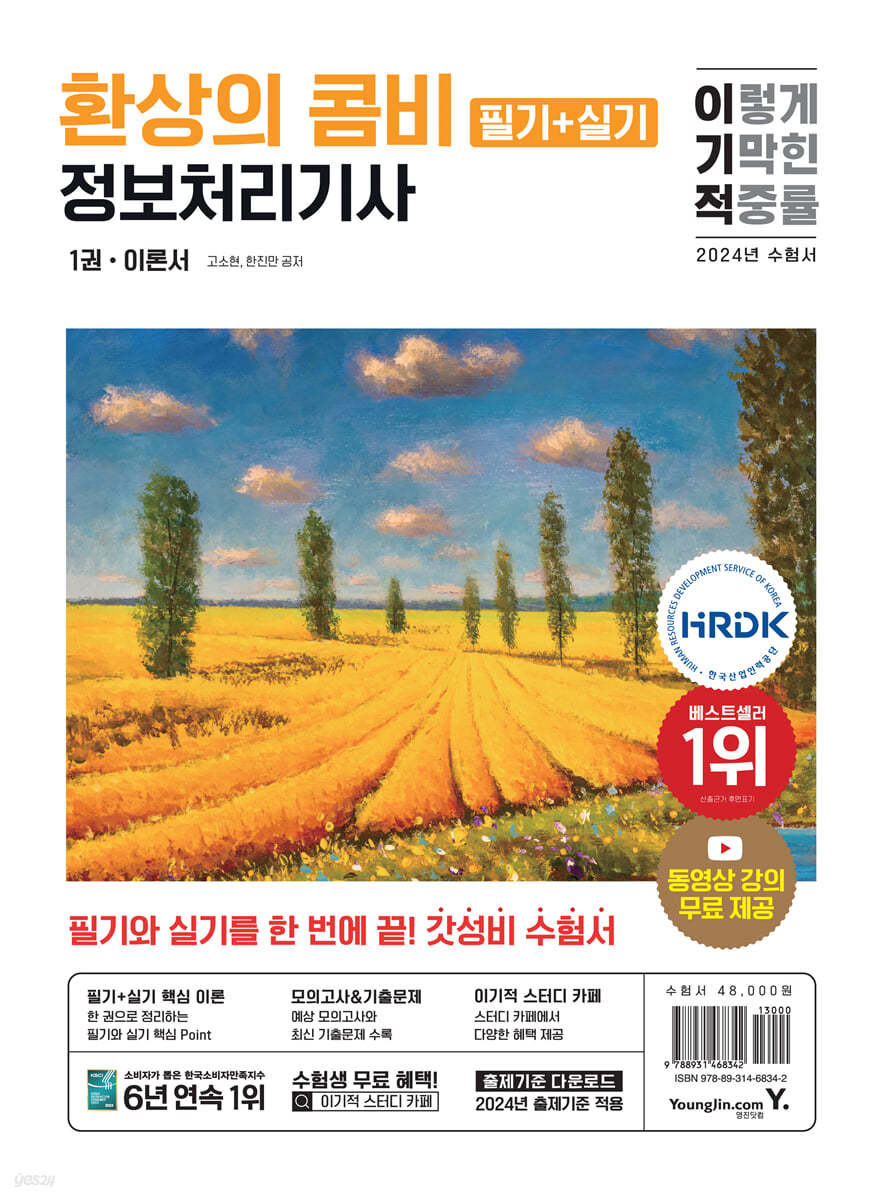 환상의 콤비 필기+실기
정보처리기사
1권 • 이론서 고소현, 한진만 공저
이렇게
기막힌
적중률
2024년 수험서
HUMAN RESOURCES DEVELOPMENT SERVICE OF KOREA
HRDK
한국산업인력공단
베스트셀러
1위
산출근거 후면표기
동영상 강의
무료 제공
필기와 실기를 한 번에 끝! 갓성비 수험서
필기+실기 핵심 이론
한 권으로 정리하는
필기와 실기 핵심 Point
모의고사&기출문제
예상 모의고사와
최신 기출문제 수록
이기적 스터디 카페
스터디 카페에서
다양한 혜택 제공
수험서 48,000원
13000
9 788931 468342
ISBN 978-89-314-6834-2
YoungJin.com Y.
영진닷컴
KSCI
소비자가 뽑은 한국소비자만족지수
6년 연속 1위
수험생 무료 혜택!
이기적 스터디 카페
출제기준 다운로드
2024년 출제기준 적용
yes24